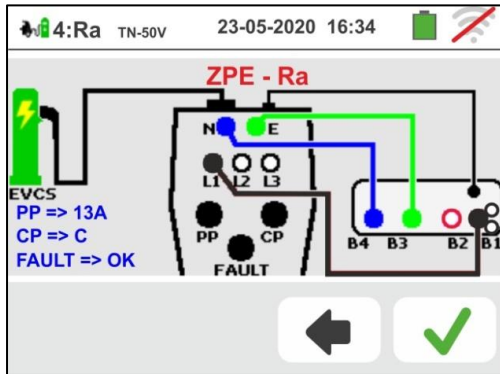 4:Ra TN-50V 23-05-2020 16:34
ZPE - Ra
N E
L1 L2 L3
EVCS
PP => 13A
CP => C
FAULT => OK
PP CP
FAULT
B4 B3 B2 B1